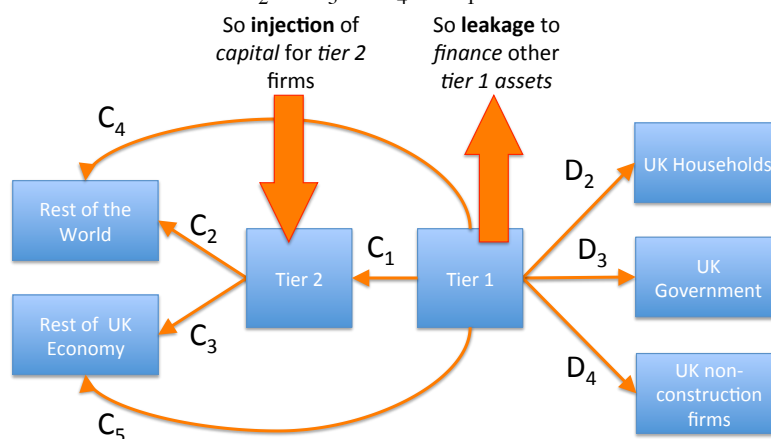 So injection of
capital for tier 2
firms
So leakage to
finance other
tier 1 assets
C4
Rest of the
World
C2
Tier 2
C1
Tier 1
D2
UK Households
D3
UK
Government
Rest of UK
Economy
C3
D4
UK non-
construction
firms
C5